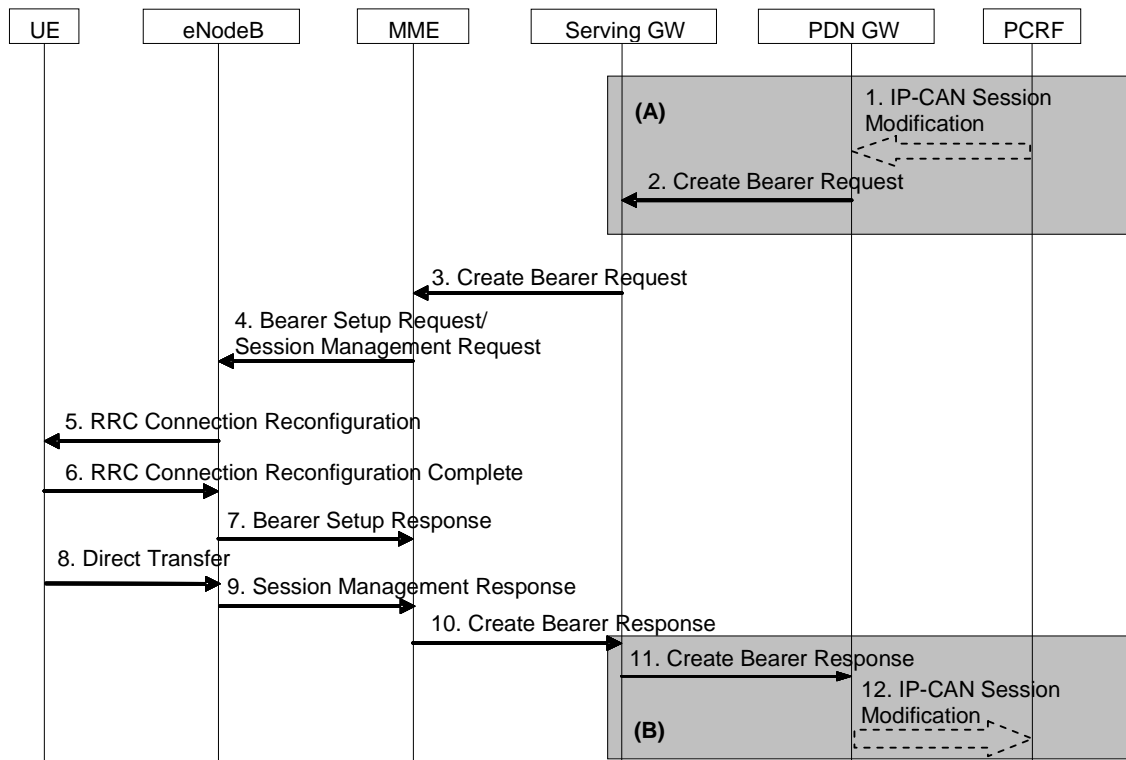 UE
eNodeB
MME
Serving GW
PDN GW
PCRF
(A)
1. IP-CAN Session
Modification
2. Create Bearer Request
3. Create Bearer Request
4. Bearer Setup Request/
Session Management Request
5. RRC Connection Reconfiguration
6. RRC Connection Reconfiguration Complete
7. Bearer Setup Response
8. Direct Transfer
9. Session Management Response
10. Create Bearer Response
11. Create Bearer Response
12. IP-CAN Session
Modification
(B)